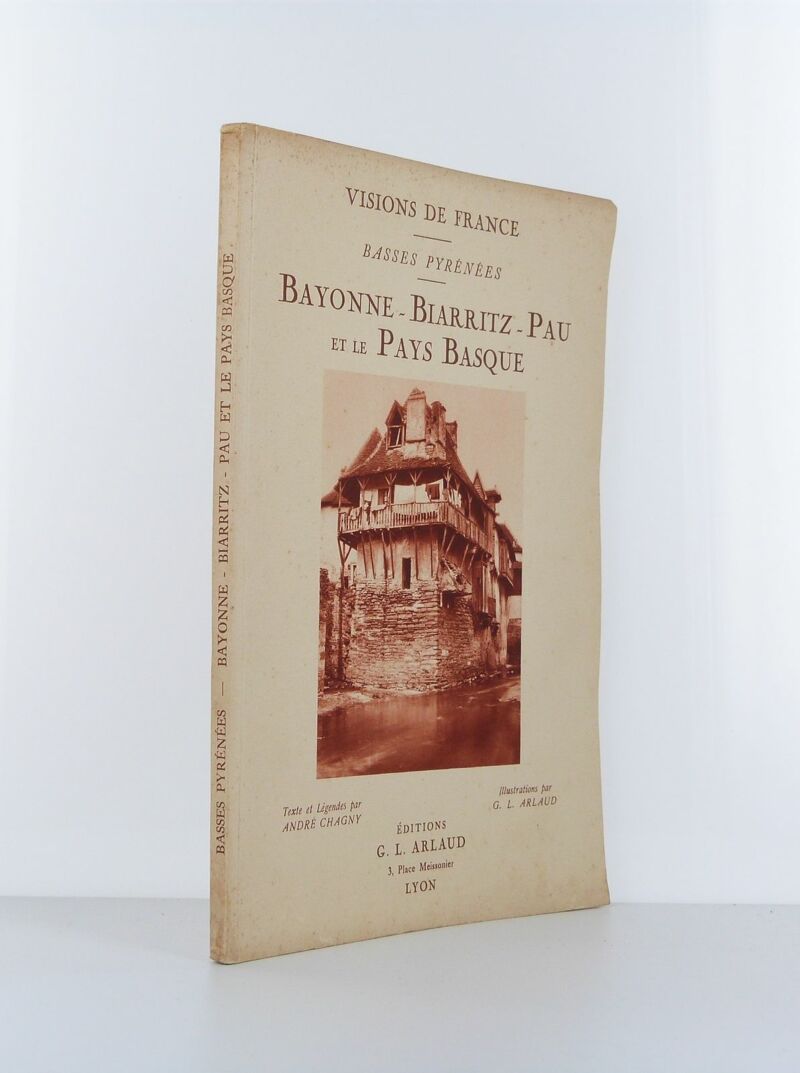 VISIONS DE FRANCE
BASSES PYRÉNÉES
BAYONNE - BIARRITZ - PAU
ET LE PAYS BASQUE
Texte et Légendes par
ANDRÉ CHAGNY
Illustrations par
G. L. ARLAUD
ÉDITIONS
G. L. ARLAUD
3, Place Meissonier
LYON
BASSES PYRÉNÉES — BAYONNE - BIARRITZ - PAU ET LE PAYS BASQUE